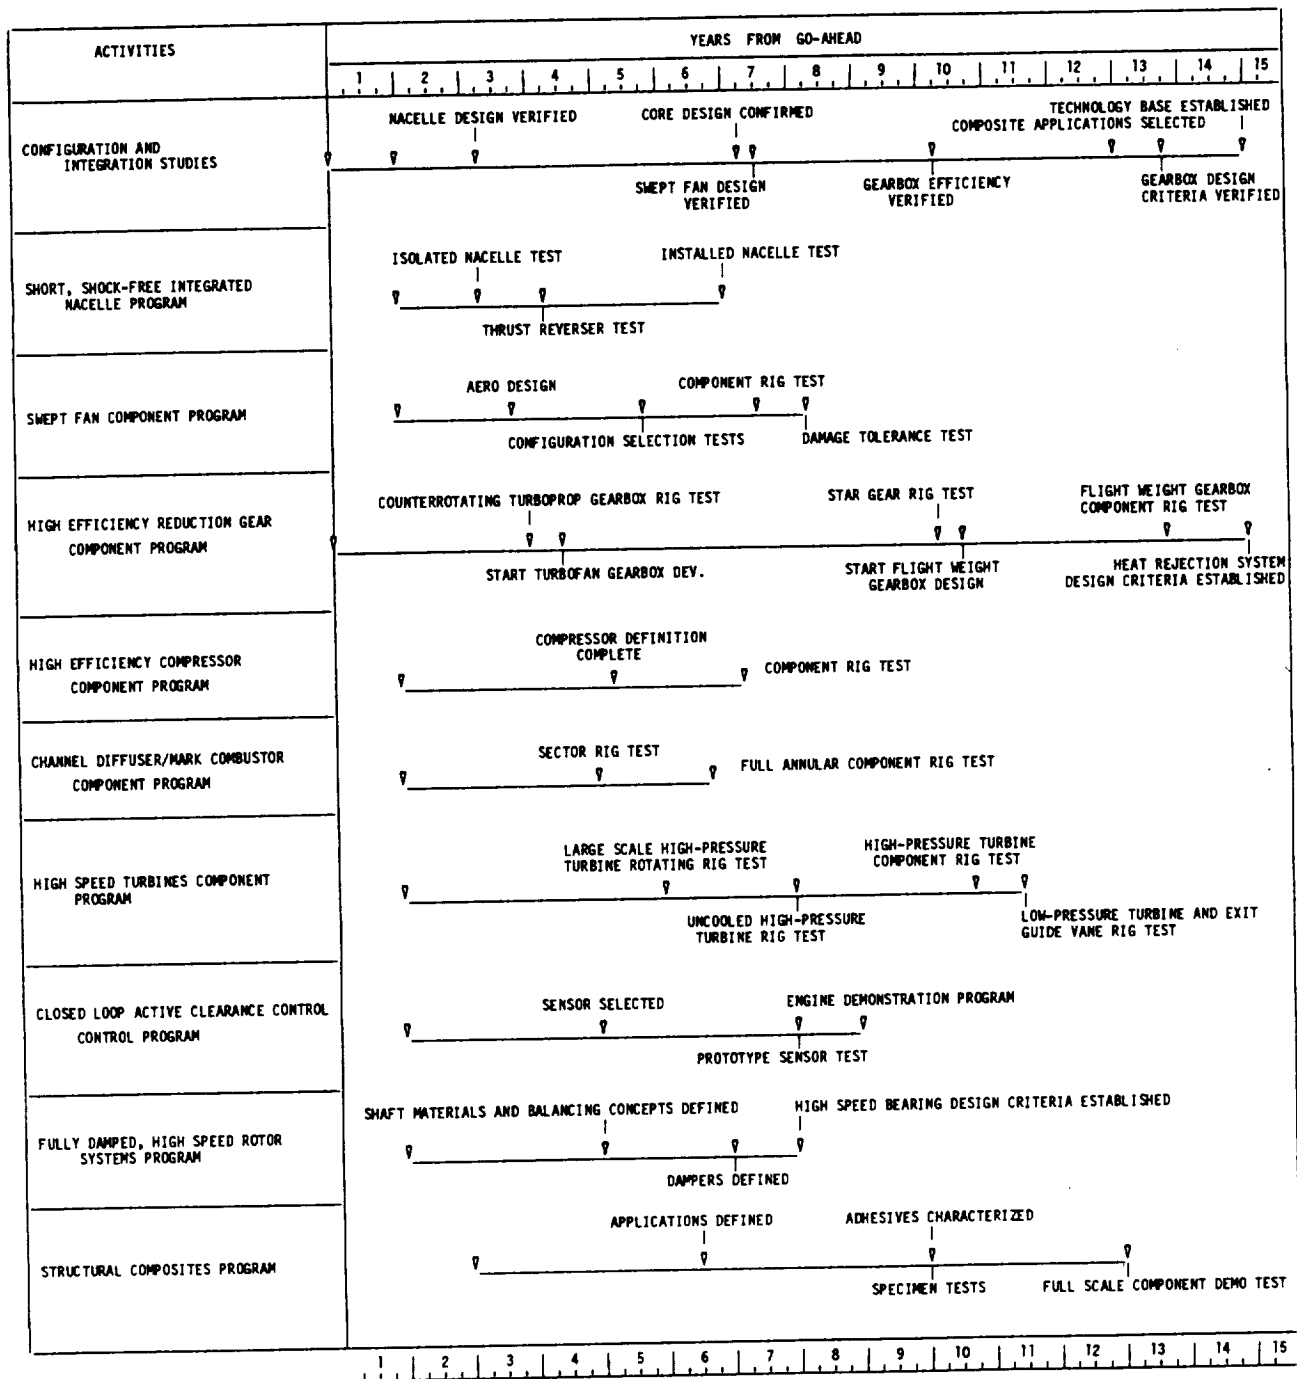 ACTIVITIES
YEARS FROM GO-AHEAD
1 2 3 4 5 6 7 8 9 10 11 12 13 14 15
CONFIGURATION AND
INTEGRATION STUDIES
NACELLE DESIGN VERIFIED
CORE DESIGN CONFIRMED
TECHNOLOGY BASE ESTABLISHED
COMPOSITE APPLICATIONS SELECTED
SWEPT FAN DESIGN
VERIFIED
GEARBOX EFFICIENCY
VERIFIED
GEARBOX DESIGN
CRITERIA VERIFIED
SHORT, SHOCK-FREE INTEGRATED
NACELLE PROGRAM
ISOLATED NACELLE TEST
INSTALLED NACELLE TEST
THRUST REVERSER TEST
SWEPT FAN COMPONENT PROGRAM
AERO DESIGN
COMPONENT RIG TEST
CONFIGURATION SELECTION TESTS
DAMAGE TOLERANCE TEST
HIGH EFFICIENCY REDUCTION GEAR
COMPONENT PROGRAM
COUNTERROTATING TURBOPROP GEARBOX RIG TEST
STAR GEAR RIG TEST
FLIGHT WEIGHT GEARBOX
COMPONENT RIG TEST
START TURBOFAN GEARBOX DEV.
START FLIGHT WEIGHT
GEARBOX DESIGN
HEAT REJECTION SYSTEM
DESIGN CRITERIA ESTABLISHED
HIGH EFFICIENCY COMPRESSOR
COMPONENT PROGRAM
COMPRESSOR DEFINITION
COMPLETE
COMPONENT RIG TEST
CHANNEL DIFFUSER/MARK COMBUSTOR
COMPONENT PROGRAM
SECTOR RIG TEST
FULL ANNULAR COMPONENT RIG TEST
HIGH SPEED TURBINES COMPONENT
PROGRAM
LARGE SCALE HIGH-PRESSURE
TURBINE ROTATING RIG TEST
HIGH-PRESSURE TURBINE
COMPONENT RIG TEST
UNCOOLED HIGH-PRESSURE
TURBINE RIG TEST
LOW-PRESSURE TURBINE AND EXIT
GUIDE VANE RIG TEST
CLOSED LOOP ACTIVE CLEARANCE CONTROL
CONTROL PROGRAM
SENSOR SELECTED
ENGINE DEMONSTRATION PROGRAM
PROTOTYPE SENSOR TEST
FULLY DAMPED, HIGH SPEED ROTOR
SYSTEMS PROGRAM
SHAFT MATERIALS AND BALANCING CONCEPTS DEFINED
HIGH SPEED BEARING DESIGN CRITERIA ESTABLISHED
DAMPERS DEFINED
STRUCTURAL COMPOSITES PROGRAM
APPLICATIONS DEFINED
ADHESIVES CHARACTERIZED
SPECIMEN TESTS
FULL SCALE COMPONENT DEMO TEST
1 2 3 4 5 6 7 8 9 10 11 12 13 14 15